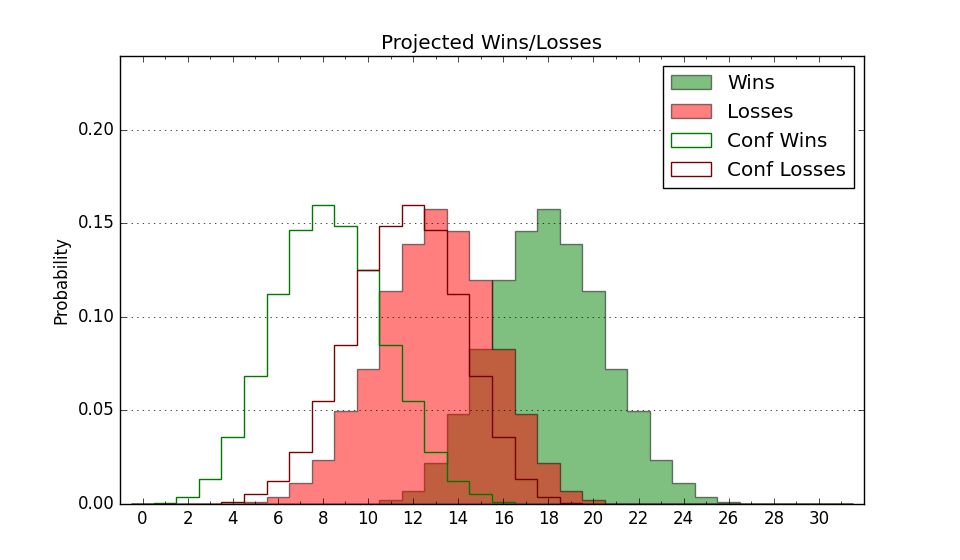 Projected Wins/Losses
Wins
Losses
Conf Wins
Conf Losses
Probability
0.20
0.15
0.10
0.05
0.00
0 2 4 6 8 10 12 14 16 18 20 22 24 26 28 30